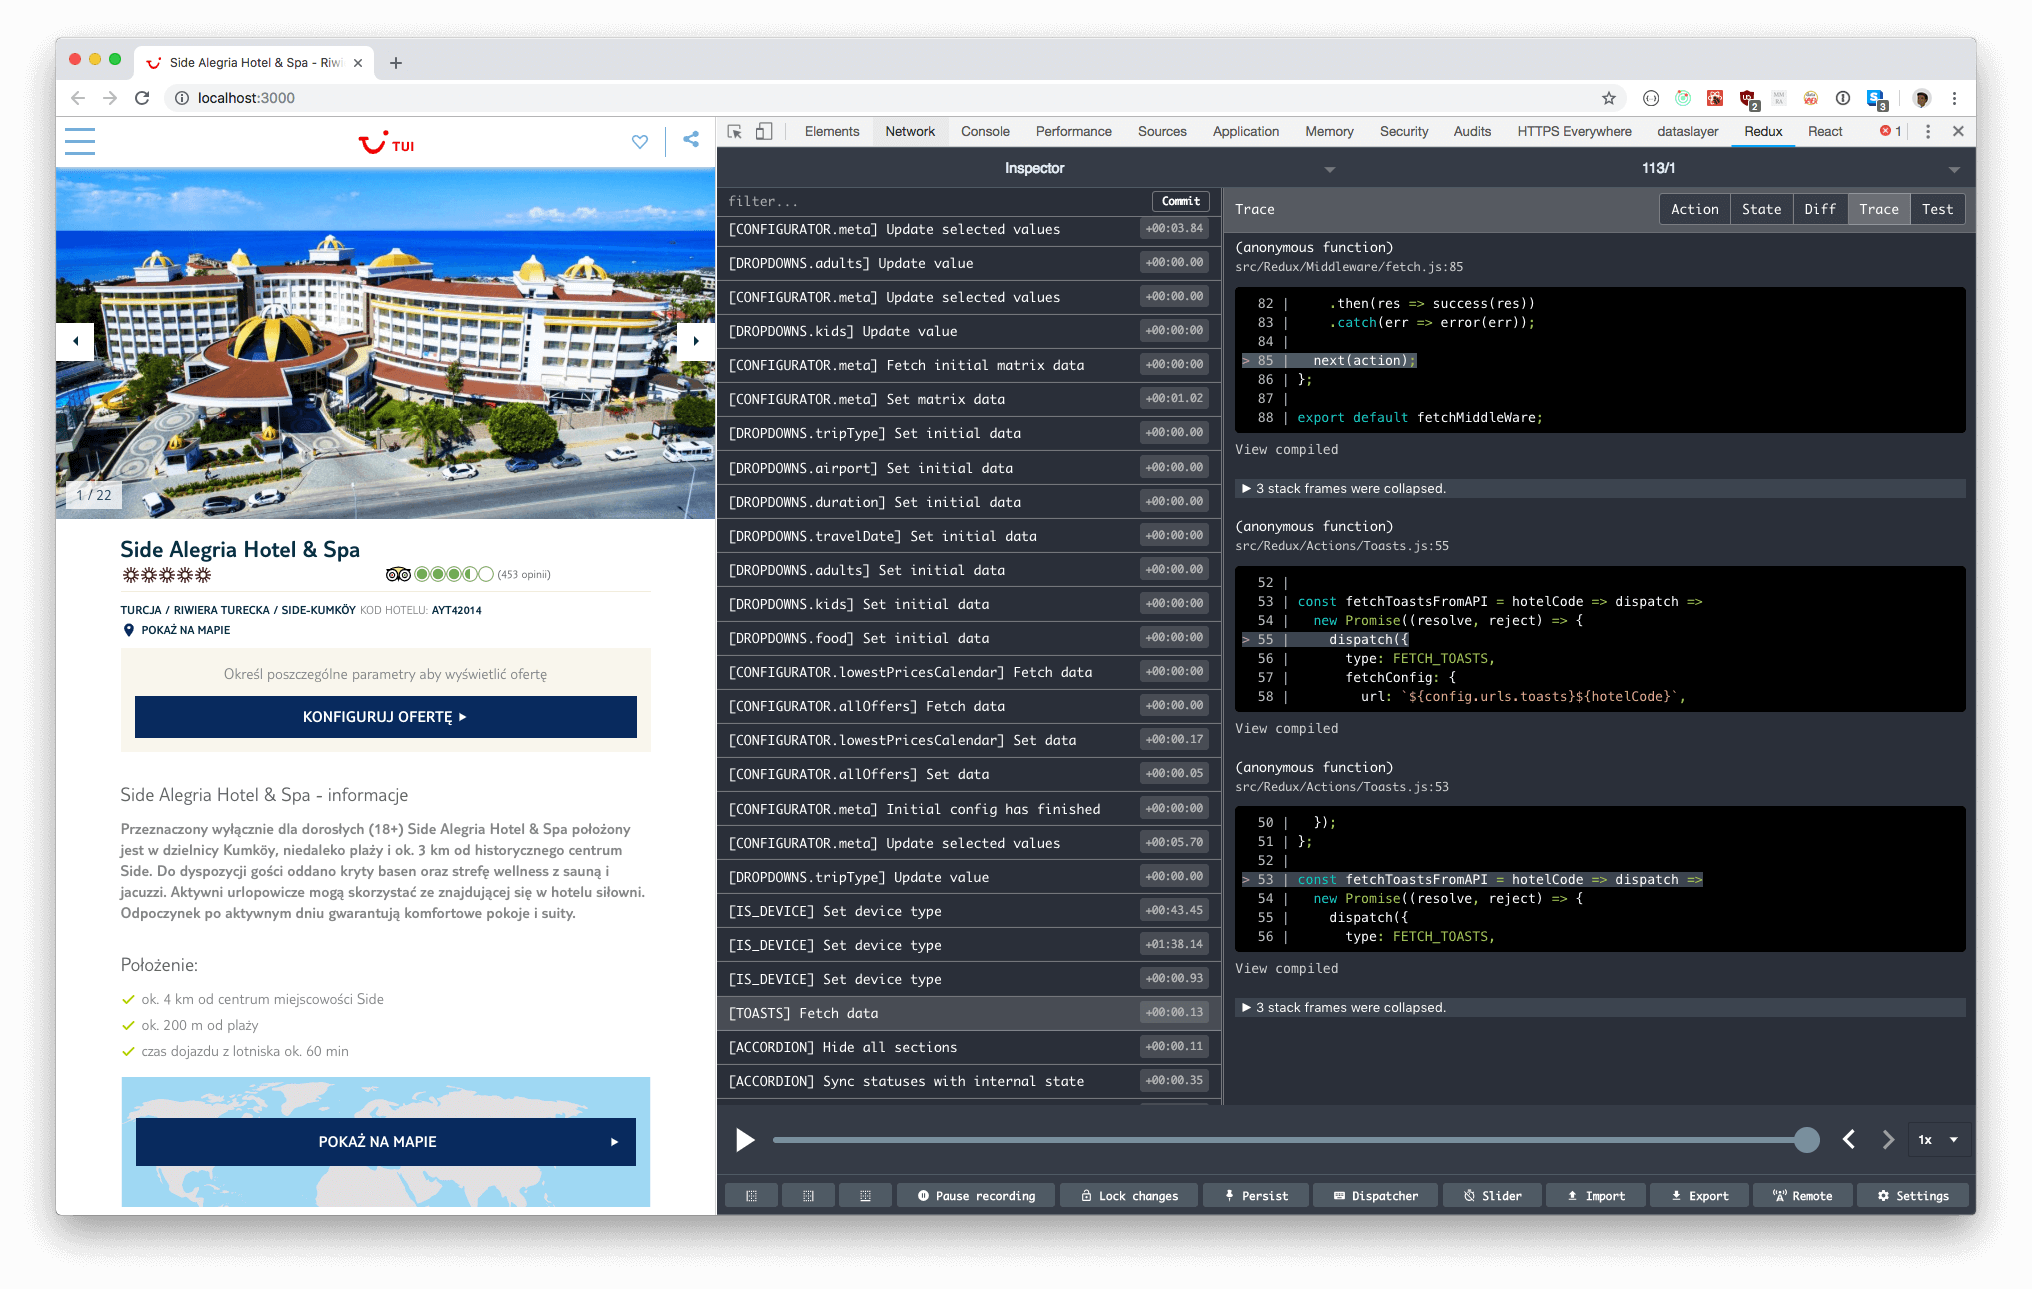 Side Alegria Hotel & Spa - Riwi
localhost:3000
2
3
TUI
1 / 22
Side Alegria Hotel & Spa
(453 opinii)
TURCJA / RIWIERA TURECKA / SIDE-KUMKÖY KOD HOTELU: AYT42014
POKAŻ NA MAPIE
Określ poszczególne parametry aby wyświetlić ofertę
KONFIGURUJ OFERTĘ
Side Alegria Hotel & Spa - informacje
Przeznaczony wyłącznie dla dorosłych (18+) Side Alegria Hotel & Spa położony
jest w dzielnicy Kumköy, niedaleko plaży i ok. 3 km od historycznego centrum
Side. Do dyspozycji gości oddano kryty basen oraz strefę wellness z sauną i
jacuzzi. Aktywni urlopowicze mogą skorzystać ze znajdującej się w hotelu siłowni.
Odpoczynek po aktywnym dniu gwarantują komfortowe pokoje i suity.
Położenie:
ok. 4 km od centrum miejscowości Side
ok. 200 m od plaży
czas dojazdu z lotniska ok. 60 min
POKAŻ NA MAPIE
Elements Network Console Performance Sources Application Memory Security Audits HTTPS Everywhere dataslayer Redux React 1
Inspector
113/1
filter...
Commit
[CONFIGURATOR.meta] Update selected values +00:03.84
[DROPDOWNS.adults] Update value +00:00.00
[CONFIGURATOR.meta] Update selected values +00:00.00
[DROPDOWNS.kids] Update value +00:00:00
[CONFIGURATOR.meta] Fetch initial matrix data +00:00:00
[CONFIGURATOR.meta] Set matrix data +00:01.02
[DROPDOWNS.tripType] Set initial data +00:00.00
[DROPDOWNS.airport] Set initial data +00:00.00
[DROPDOWNS.duration] Set initial data +00:00.00
[DROPDOWNS.travelDate] Set initial data +00:00.00
[DROPDOWNS.adults] Set initial data +00:00.00
[DROPDOWNS.kids] Set initial data +00:00:00
[DROPDOWNS.food] Set initial data +00:00:00
[CONFIGURATOR.lowestPricesCalendar] Fetch data +00:00:00
[CONFIGURATOR.allOffers] Fetch data +00:00.00
[CONFIGURATOR.lowestPricesCalendar] Set data +00:00.17
[CONFIGURATOR.allOffers] Set data +00:00.05
[CONFIGURATOR.meta] Initial config has finished +00:00:00
[CONFIGURATOR.meta] Update selected values +00:05.70
[DROPDOWNS.tripType] Update value +00:00.00
[IS_DEVICE] Set device type +00:43.45
[IS_DEVICE] Set device type +01:38.14
[IS_DEVICE] Set device type +00:00.93
[TOASTS] Fetch data +00:00.13
[ACCORDION] Hide all sections +00:00.11
[ACCORDION] Sync statuses with internal state +00:00.35
Trace
Action State Diff Trace Test
(anonymous function)
src/Redux/Middleware/fetch.js:85
82 | .then(res => success(res))
83 | .catch(err => error(err));
84 |
> 85 | next(action);
86 | };
87 |
88 | export default fetchMiddleWare;
View compiled
▶ 3 stack frames were collapsed.
(anonymous function)
src/Redux/Actions/Toasts.js:55
52 |
53 | const fetchToastsFromAPI = hotelCode => dispatch =>
54 | new Promise((resolve, reject) => {
> 55 | dispatch({
56 | type: FETCH_TOASTS,
57 | fetchConfig: {
58 | url: `${config.urls.toasts}${hotelCode}`,
View compiled
(anonymous function)
src/Redux/Actions/Toasts.js:53
50 | });
51 | };
52 |
> 53 | const fetchToastsFromAPI = hotelCode => dispatch =>
54 | new Promise((resolve, reject) => {
55 | dispatch({
56 | type: FETCH_TOASTS,
View compiled
▶ 3 stack frames were collapsed.
1x
Pause recording Lock changes Persist Dispatcher Slider Import Export Remote Settings